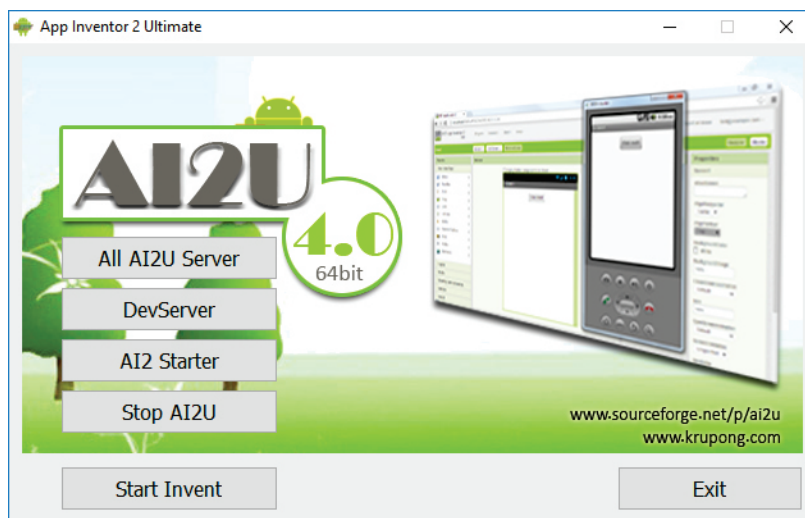 App Inventor 2 Ultimate
AI2U
4.0
64bit
All AI2U Server
DevServer
AI2 Starter
Stop AI2U
www.sourceforge.net/p/ai2u
www.krupong.com
Start Invent
Exit